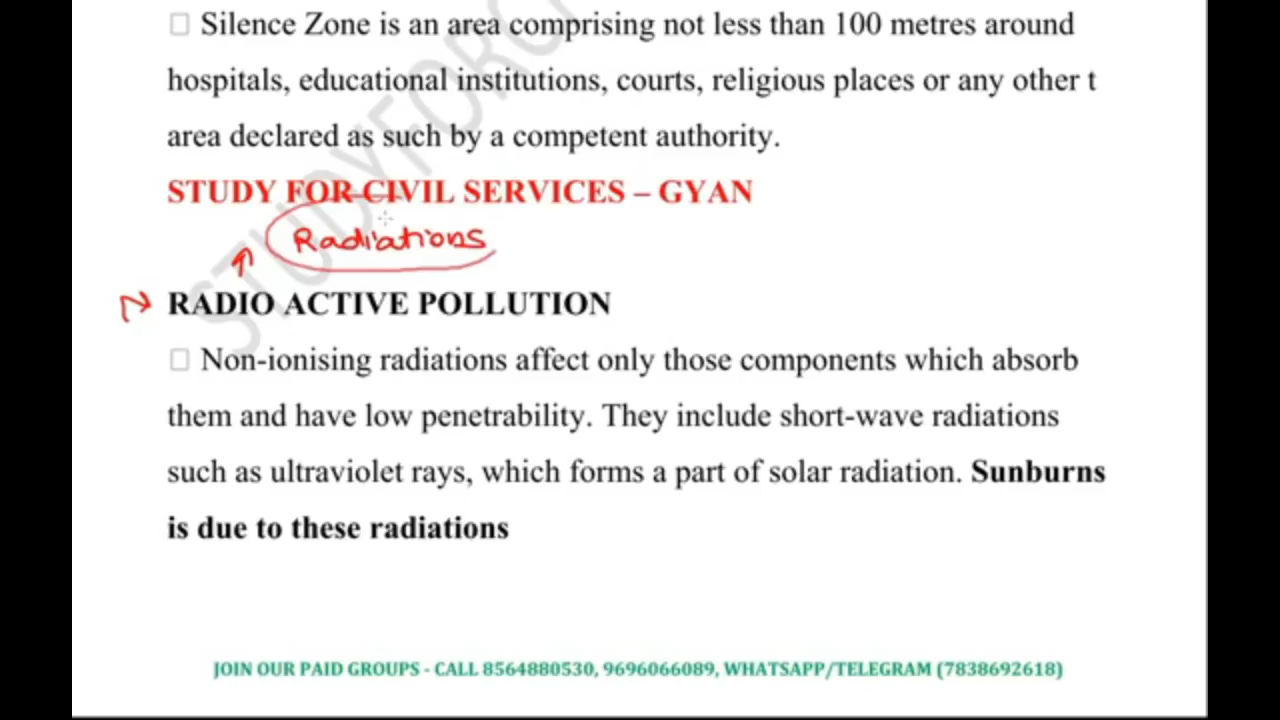 Silence Zone is an area comprising not less than 100 metres around
hospitals, educational institutions, courts, religious places or any other t
area declared as such by a competent authority.
STUDY FOR CIVIL SERVICES – GYAN
Radiations
RADIO ACTIVE POLLUTION
Non-ionising radiations affect only those components which absorb
them and have low penetrability. They include short-wave radiations
such as ultraviolet rays, which forms a part of solar radiation. Sunburns
is due to these radiations
JOIN OUR PAID GROUPS - CALL 8564880530, 9696066089, WHATSAPP/TELEGRAM (7838692618)